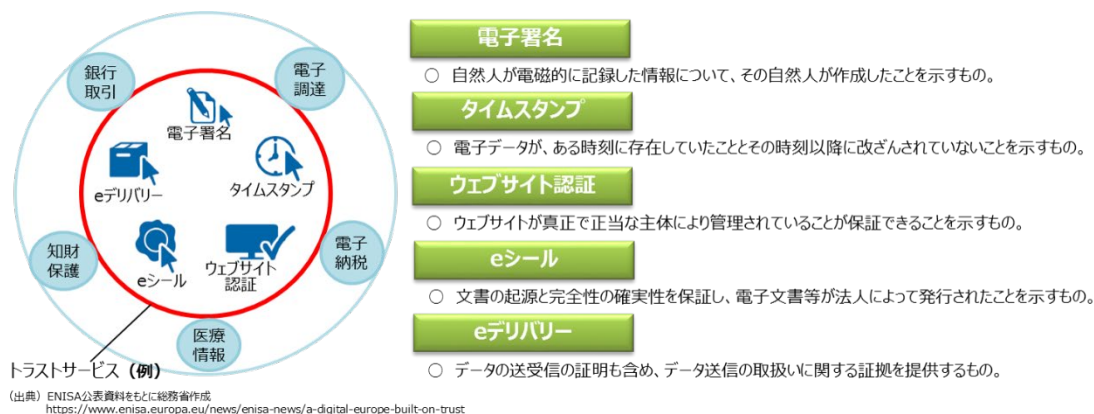 銀行
取引
電子
調達
電子署名
eデリバリー
タイムスタンプ
eシール
ウェブサイト
認証
知財
保護
電子
納税
医療
情報
トラストサービス（例）
（出典）ENISA公表資料をもとに総務省作成
https://www.enisa.europa.eu/news/enisa-news/a-digital-europe-built-on-trust
電子署名
○ 自然人が電磁的に記録した情報について、その自然人が作成したことを示すもの。
タイムスタンプ
○ 電子データが、ある時刻に存在していたこととその時刻以降に改ざんされていないことを示すもの。
ウェブサイト認証
○ ウェブサイトが真正で正当な主体により管理されていることが保証できることを示すもの。
eシール
○ 文書の起源と完全性の確実性を保証し、電子文書等が法人によって発行されたことを示すもの。
eデリバリー
○ データの送受信の証明も含め、データ送信の取扱いに関する証拠を提供するもの。